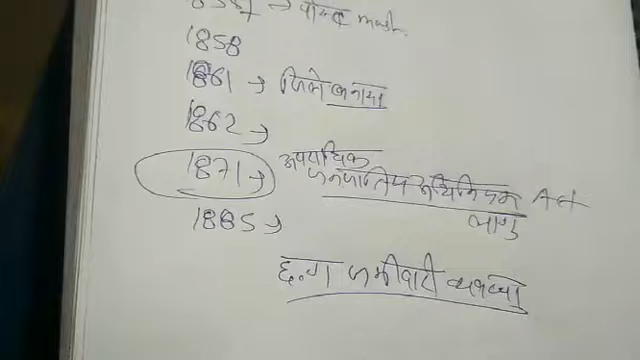 1858
1861 → जिले बनाया
1862 →
1871 → अपराधिक
जनजातिय अधिनियम Act
लागु
1885 →
छ.ग जमीदारी व्यवस्था